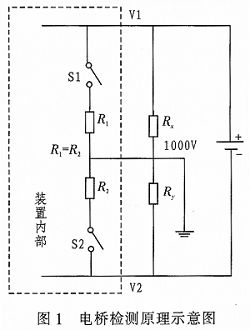 V1
S1
R₁
Rₓ
R₁=R₂
1000V
+
-
R₂
R_y
装置内部
S2
V2
图 1 电桥检测原理示意图